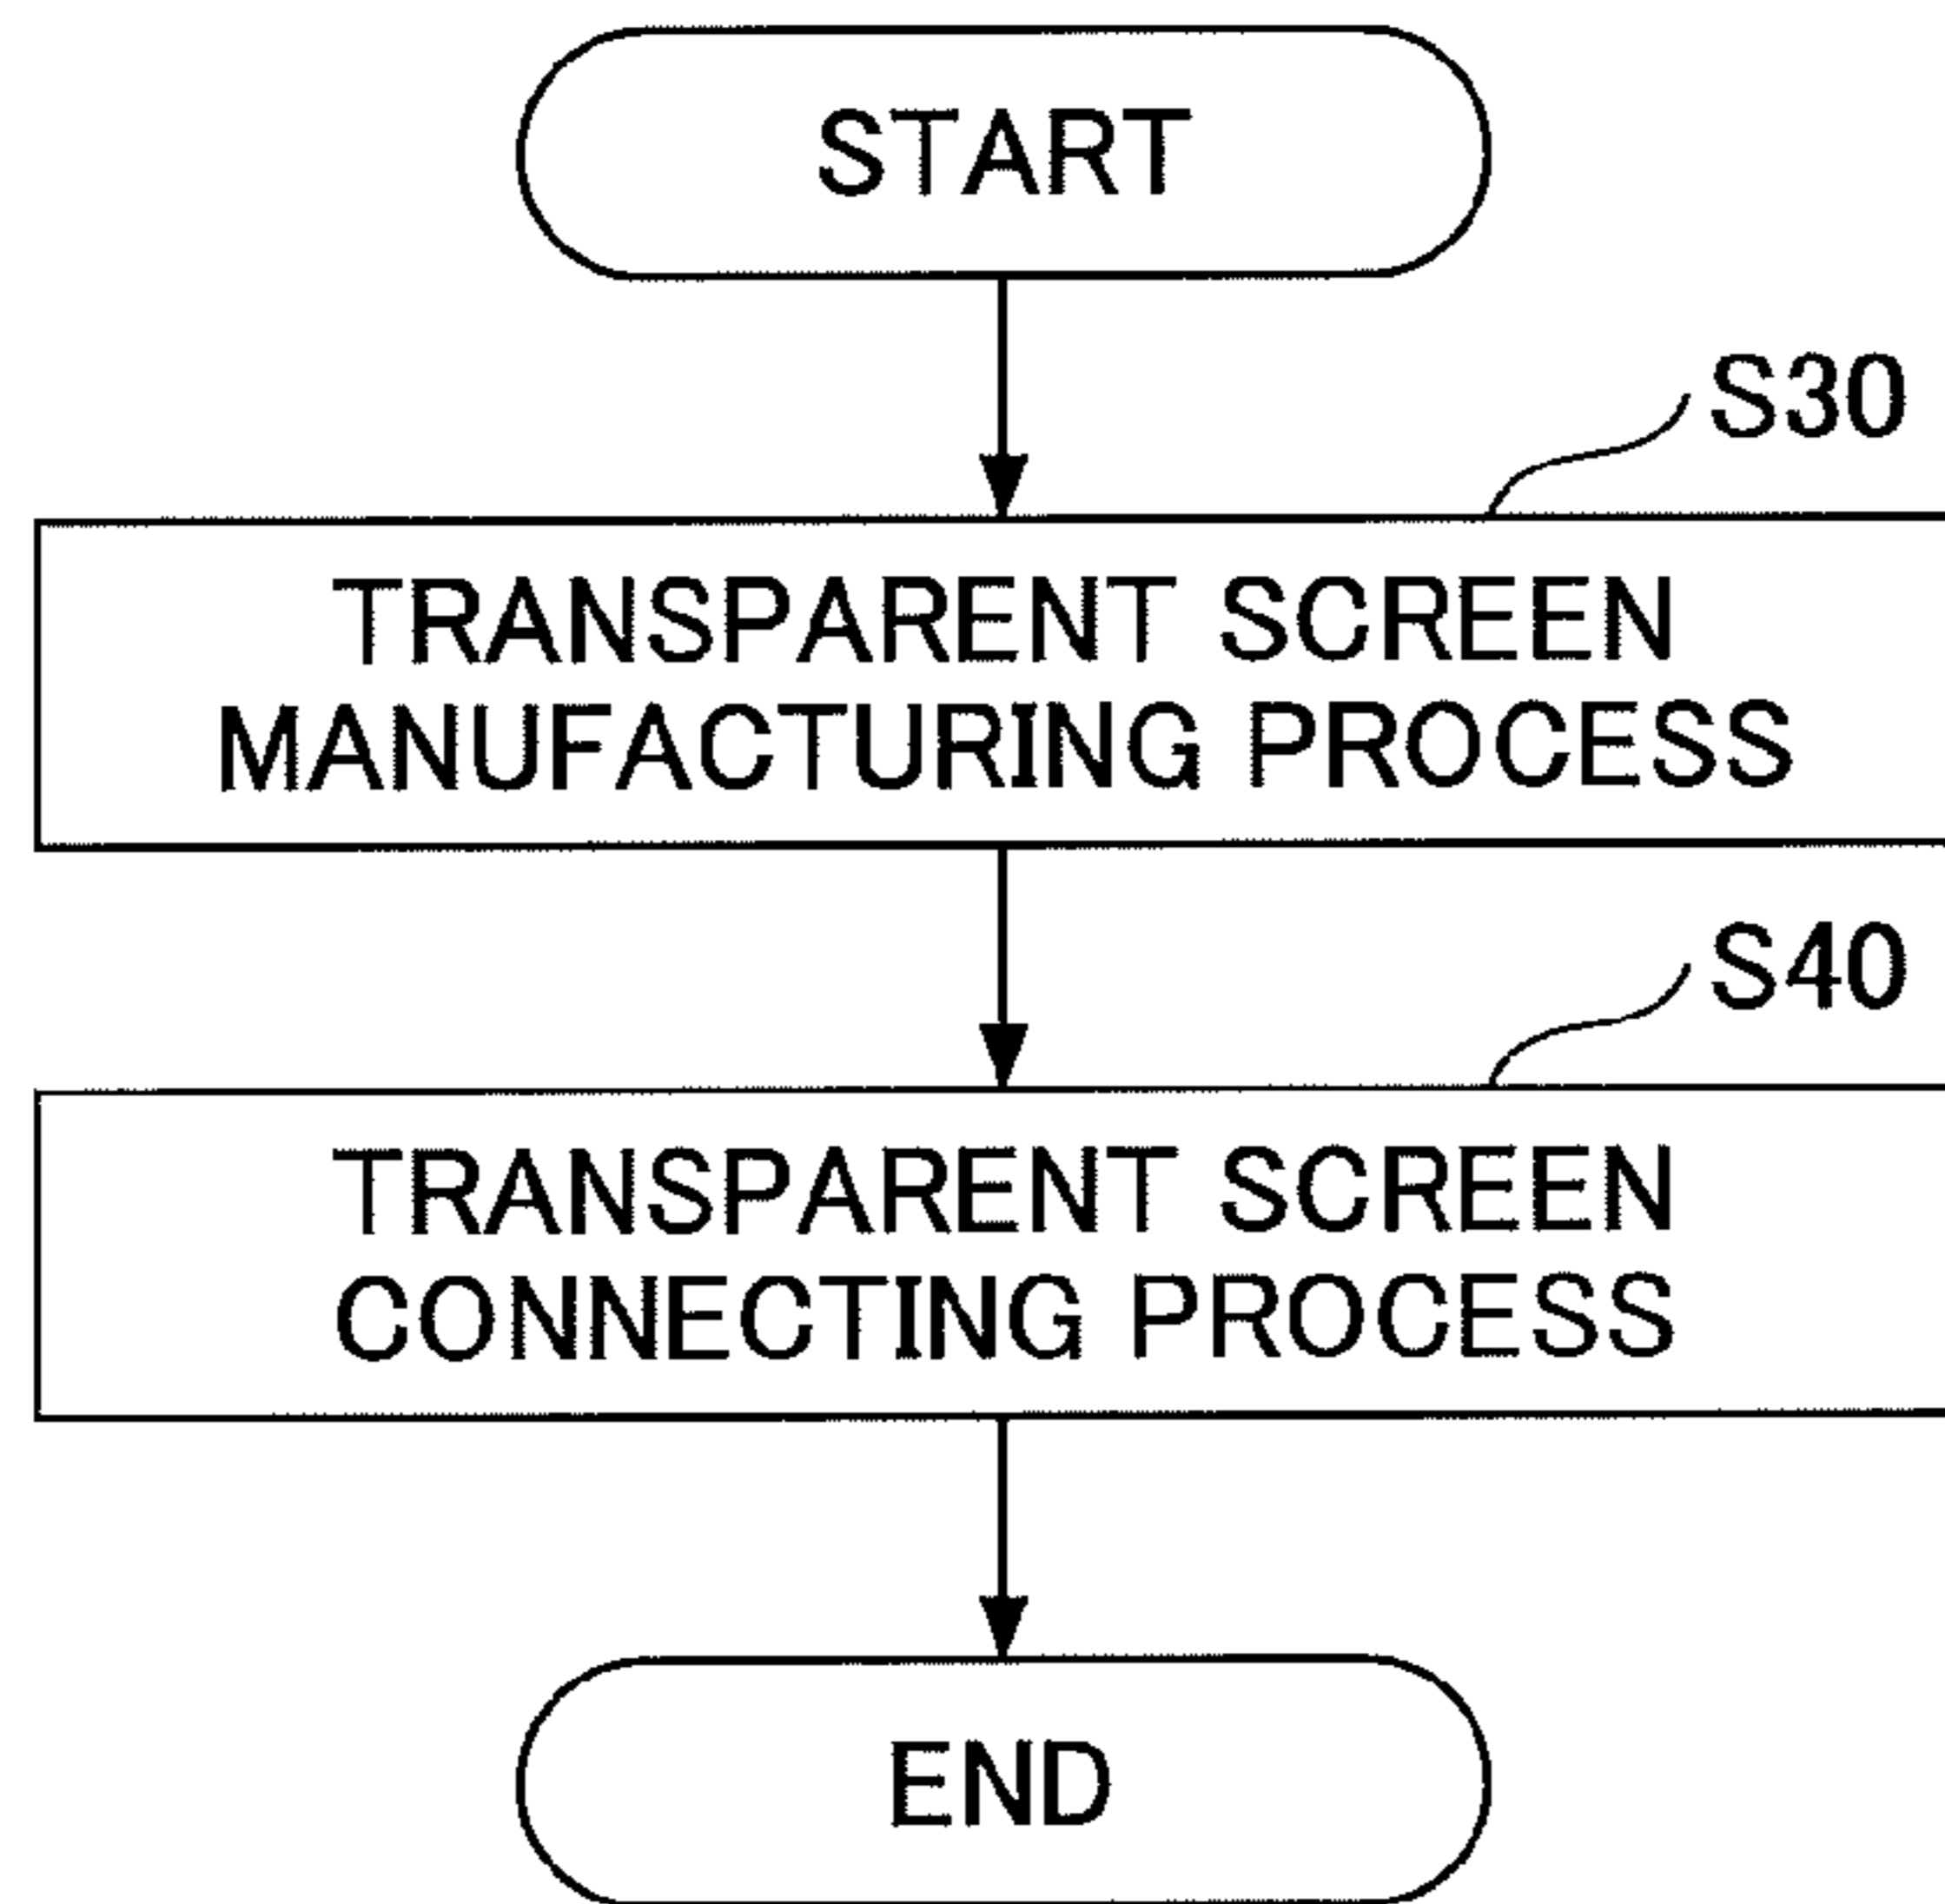 START
S30
TRANSPARENT SCREEN
MANUFACTURING PROCESS
S40
TRANSPARENT SCREEN
CONNECTING PROCESS
END